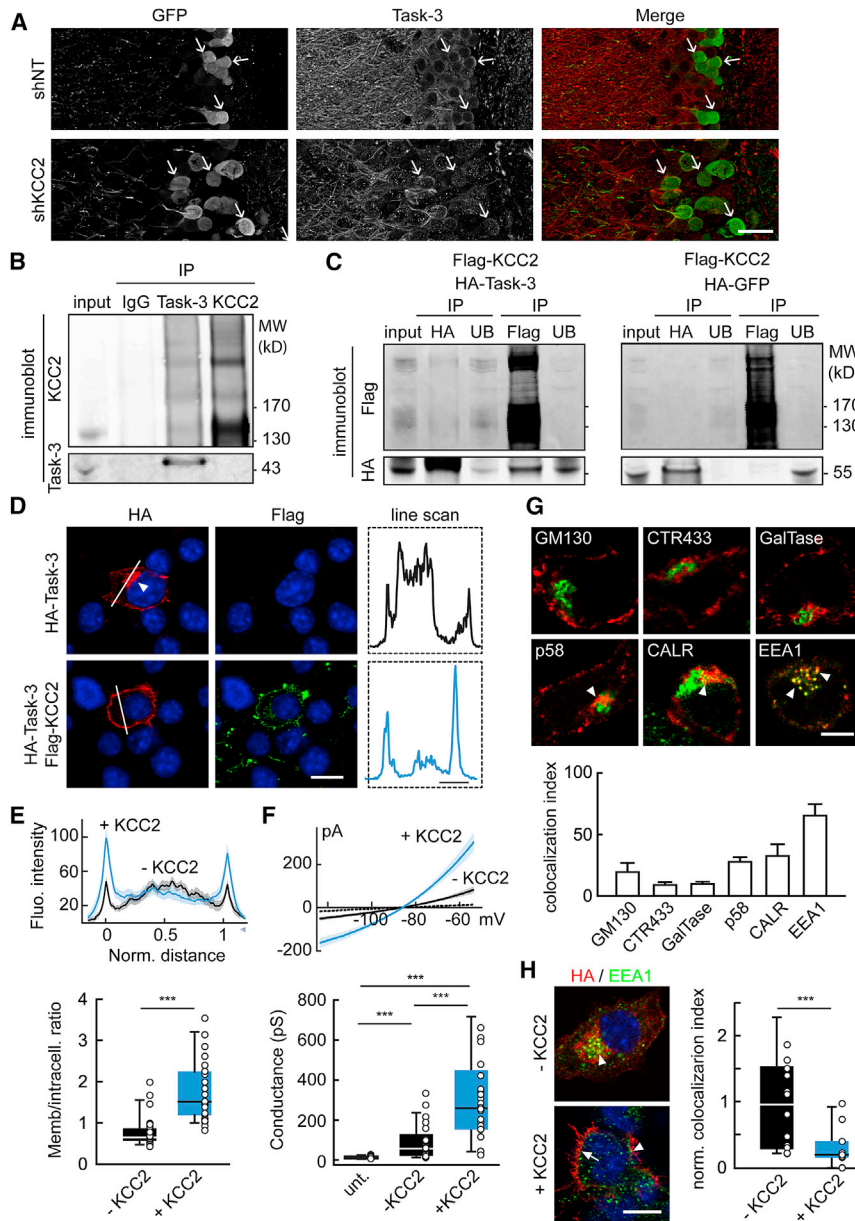 A
GFP Task-3 Merge
shNT
shKCC2
B
IP
input IgG Task-3 KCC2
MW
(kD)
170
130
43
immunoblot
KCC2
Task-3
C
Flag-KCC2
HA-Task-3
IP IP
input HA UB Flag UB
immunoblot
Flag
HA
Flag-KCC2
HA-GFP
IP IP
input HA UB Flag UB
MW
(kD)
170
130
55
D
HA Flag line scan
HA-Task-3
HA-Task-3
Flag-KCC2
G
GM130 CTR433 GalTase
p58 CALR EEA1
colocalization index
100
50
0
GM130 CTR433 GalTase p58 CALR EEA1
E
+ KCC2
- KCC2
Fluo. intensity
100
60
20
0 0.5 1
Norm. distance
Memb/intracell. ratio
4
3
2
1
0
***
- KCC2 + KCC2
F
pA
+ KCC2
- KCC2
200
0
-200
-100 -80 -60 mV
Conductance (pS)
800
600
400
200
0
***
*** ***
unt. -KCC2 +KCC2
H
HA / EEA1
- KCC2
+ KCC2
norm. colocalizarion index
2
1
0
***
- KCC2 + KCC2